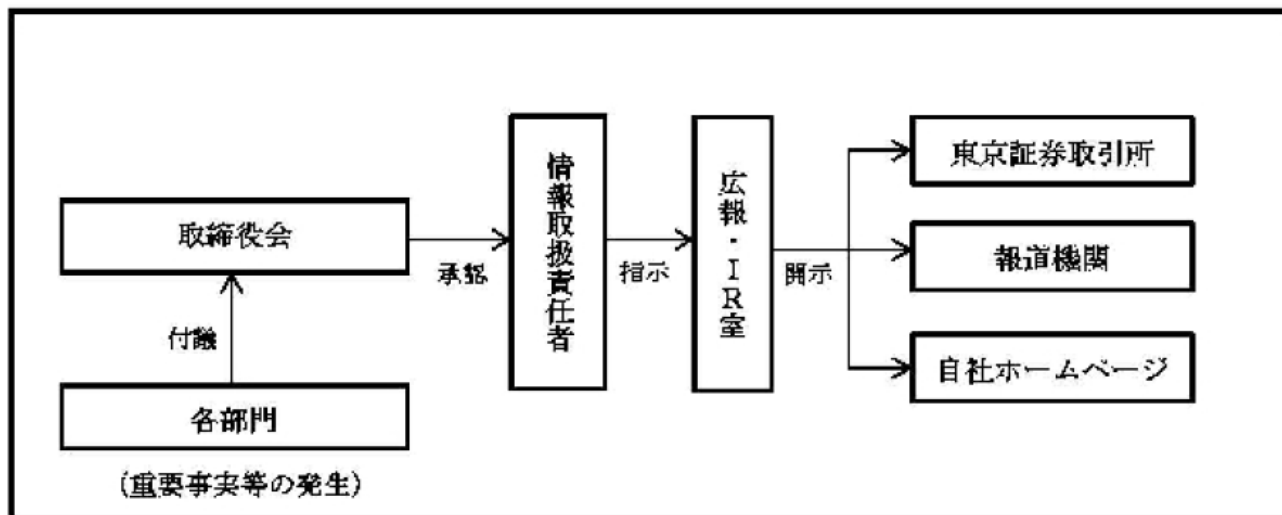 取締役会
付議
各部門
(重要事実等の発生)
承認
情報取扱責任者
指示
広報・IR室
開示
東京証券取引所
報道機関
自社ホームページ